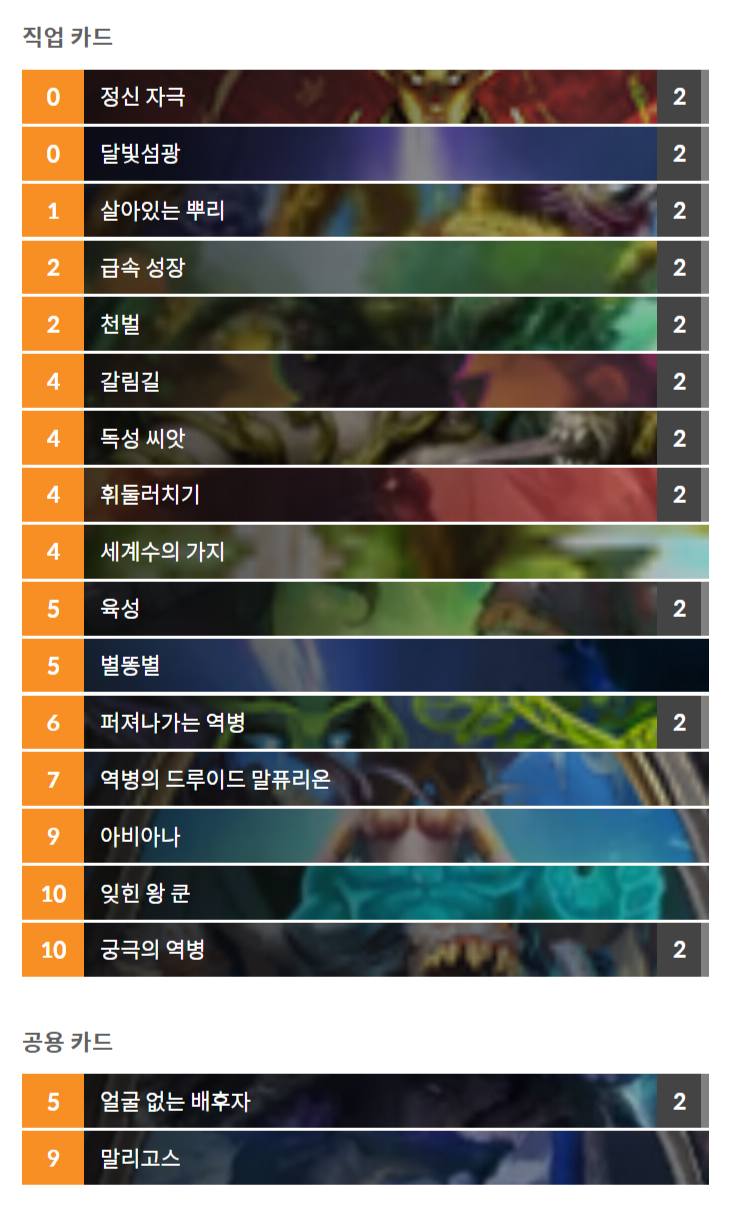 직업 카드
0 정신 자극 2
0 달빛섬광 2
1 살아있는 뿌리 2
2 급속 성장 2
2 천벌 2
4 갈림길 2
4 독성 씨앗 2
4 휘둘러치기 2
4 세계수의 가지
5 육성 2
5 별똥별
6 퍼져나가는 역병 2
7 역병의 드루이드 말퓨리온
9 아비아나
10 잊힌 왕 쿤
10 궁극의 역병 2
공용 카드
5 얼굴 없는 배후자 2
9 말리고스